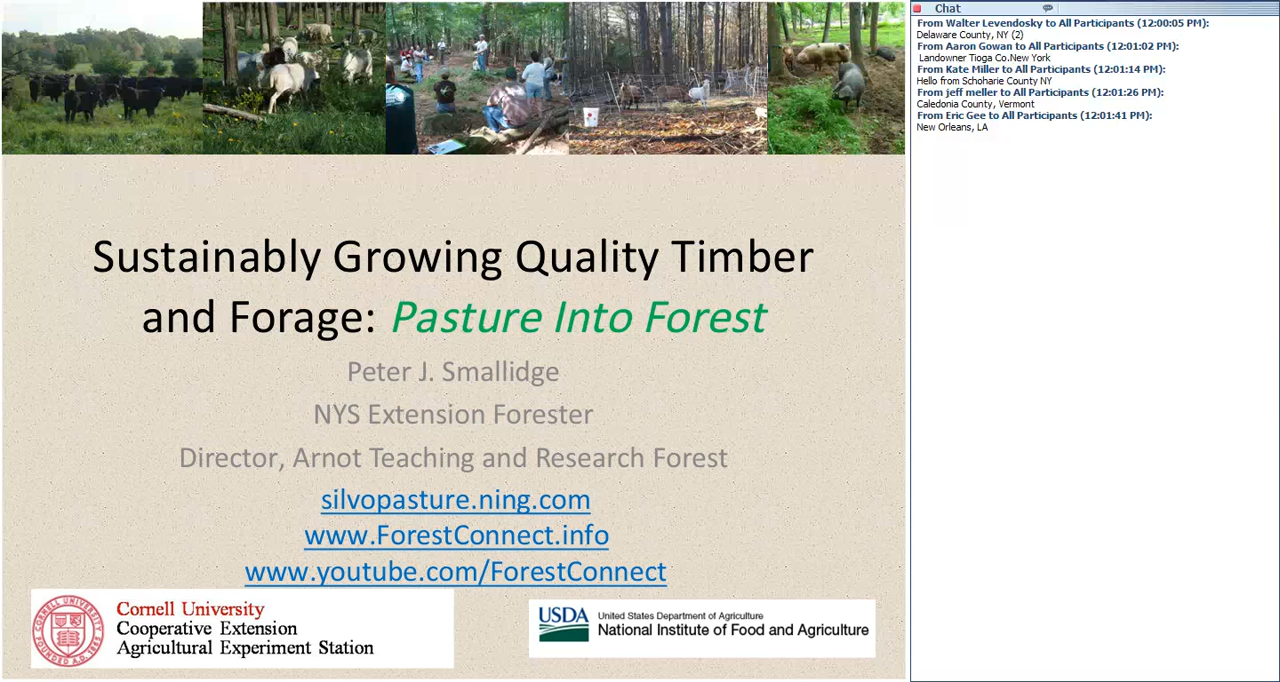 Sustainably Growing Quality Timber
and Forage: Pasture Into Forest
Peter J. Smallidge
NYS Extension Forester
Director, Arnot Teaching and Research Forest
silvopasture.ning.com
www.ForestConnect.info
www.youtube.com/ForestConnect
Cornell University
Cooperative Extension
Agricultural Experiment Station
USDA
United States Department of Agriculture
National Institute of Food and Agriculture
Chat
From Walter Levendosky to All Participants (12:00:05 PM):
Delaware County, NY (2)
From Aaron Gowan to All Participants (12:01:02 PM):
Landowner Tioga Co.New York
From Kate Miller to All Participants (12:01:14 PM):
Hello from Schoharie County NY
From jeff meller to All Participants (12:01:26 PM):
Caledonia County, Vermont
From Eric Gee to All Participants (12:01:41 PM):
New Orleans, LA